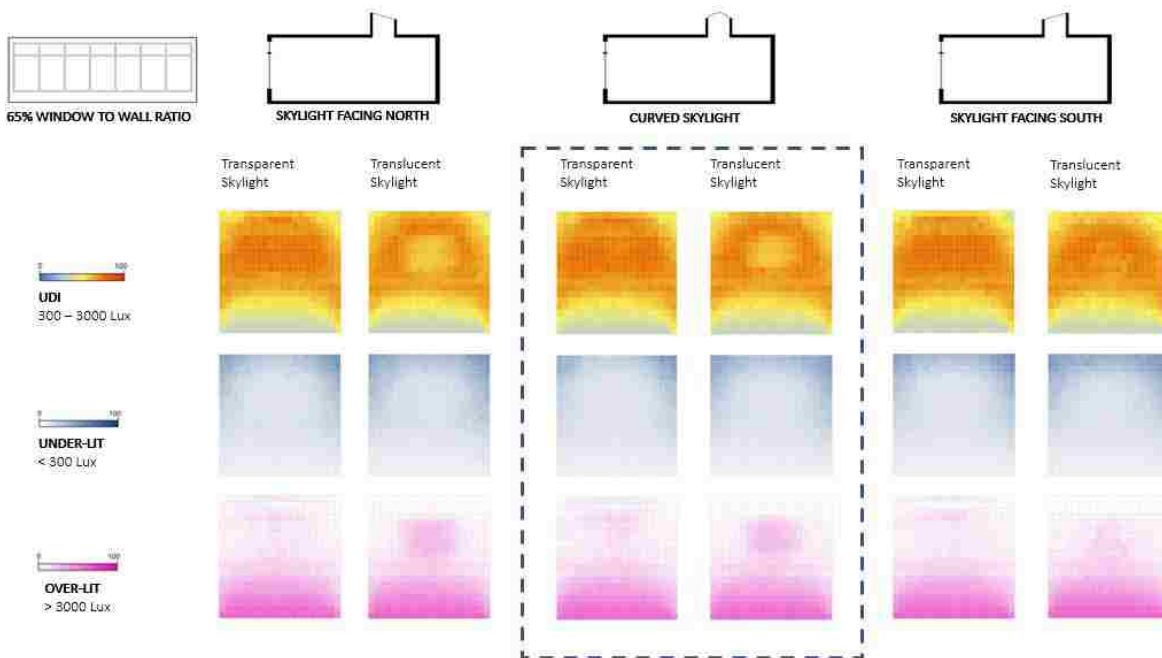 65% WINDOW TO WALL RATIO
SKYLIGHT FACING NORTH
CURVED SKYLIGHT
SKYLIGHT FACING SOUTH
Transparent
Skylight
Translucent
Skylight
Transparent
Skylight
Translucent
Skylight
Transparent
Skylight
Translucent
Skylight
0 100
UDI
300 – 3000 Lux
0 100
UNDER-LIT
< 300 Lux
0 100
OVER-LIT
> 3000 Lux